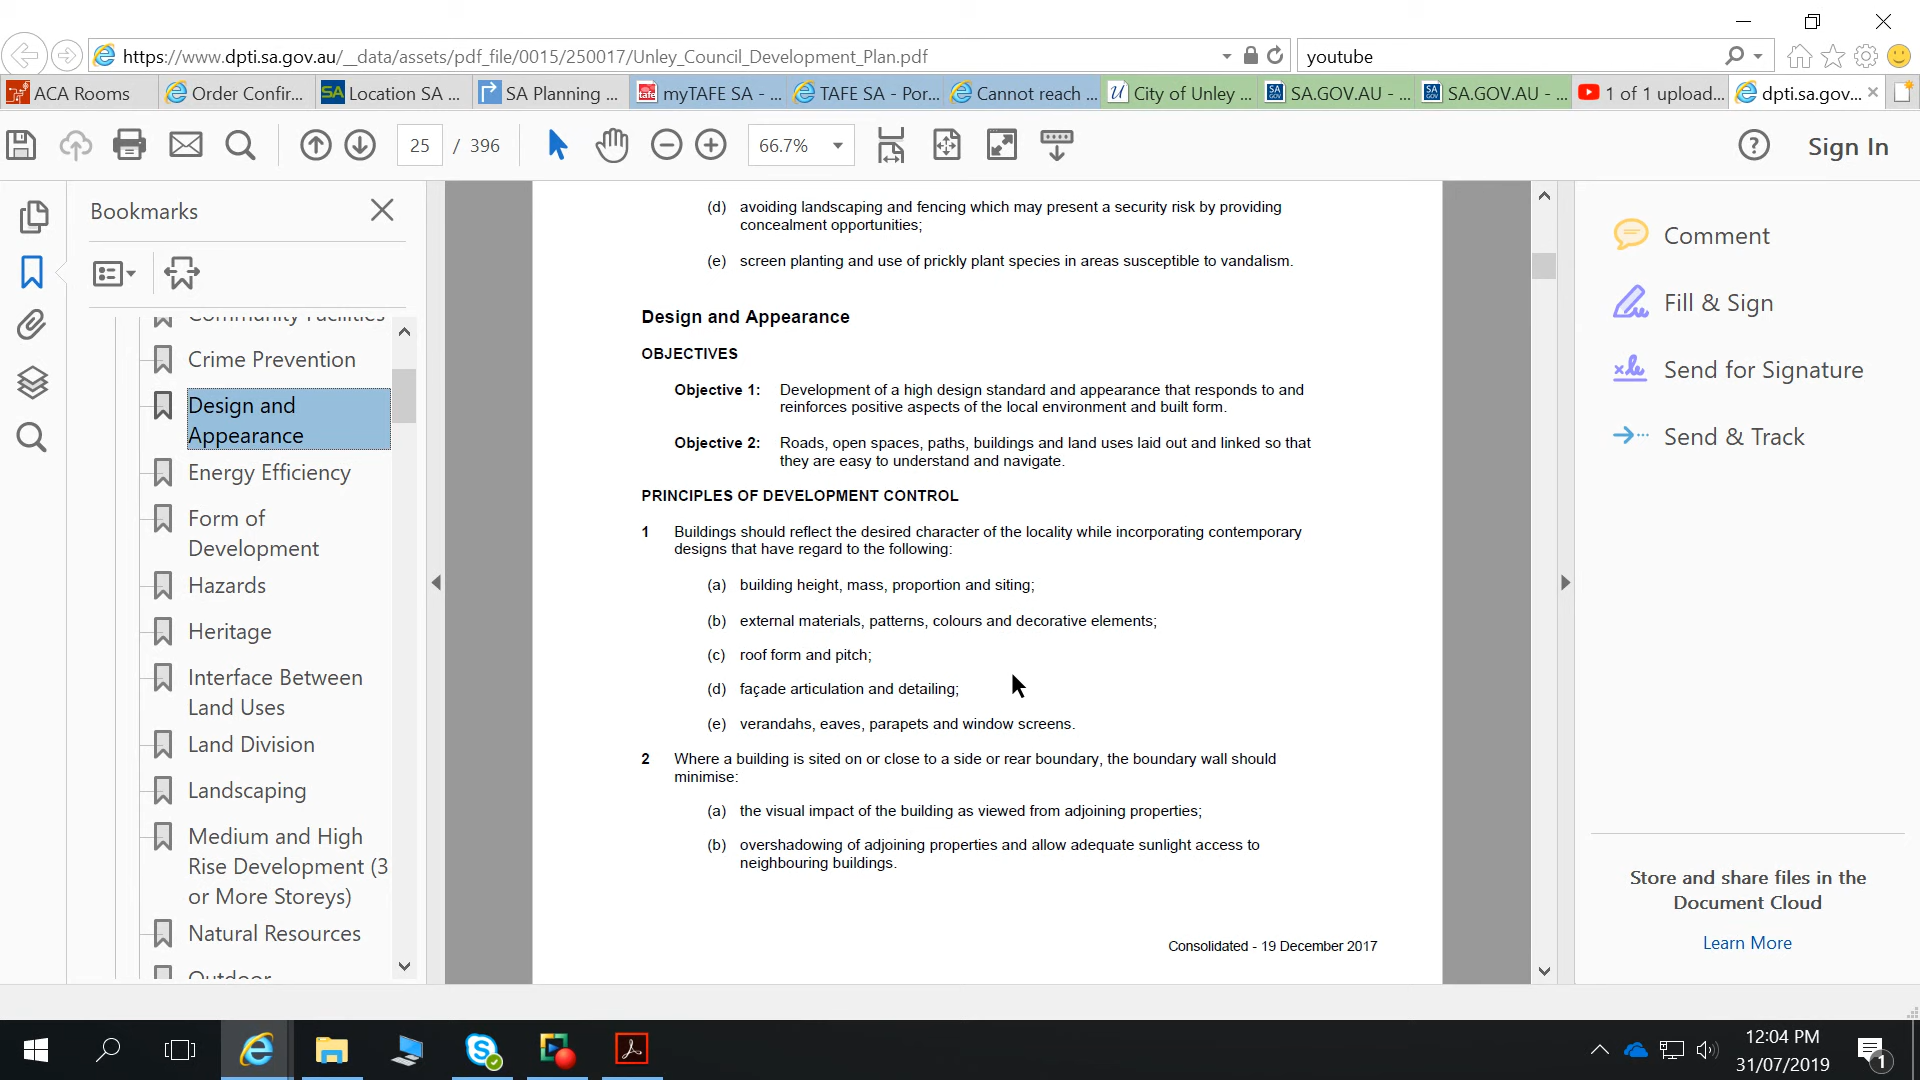 https://www.dpti.sa.gov.au/__data/assets/pdf_file/0015/250017/Unley_Council_Development_Plan.pdf
youtube
ACA Rooms
Order Confir...
Location SA ...
SA Planning ...
myTAFE SA - ...
TAFE SA - Por...
Cannot reach ...
City of Unley ...
SA.GOV.AU - ...
SA.GOV.AU - ...
1 of 1 upload...
dpti.sa.gov...
25 / 396
66.7%
Sign In
Bookmarks
Community Facilities
Crime Prevention
Design and
Appearance
Energy Efficiency
Form of
Development
Hazards
Heritage
Interface Between
Land Uses
Land Division
Landscaping
Medium and High
Rise Development (3
or More Storeys)
Natural Resources
Outdoor
(d) avoiding landscaping and fencing which may present a security risk by providing
concealment opportunities;
(e) screen planting and use of prickly plant species in areas susceptible to vandalism.
Design and Appearance
OBJECTIVES
Objective 1: Development of a high design standard and appearance that responds to and
reinforces positive aspects of the local environment and built form.
Objective 2: Roads, open spaces, paths, buildings and land uses laid out and linked so that
they are easy to understand and navigate.
PRINCIPLES OF DEVELOPMENT CONTROL
1 Buildings should reflect the desired character of the locality while incorporating contemporary
designs that have regard to the following:
(a) building height, mass, proportion and siting;
(b) external materials, patterns, colours and decorative elements;
(c) roof form and pitch;
(d) façade articulation and detailing;
(e) verandahs, eaves, parapets and window screens.
2 Where a building is sited on or close to a side or rear boundary, the boundary wall should
minimise:
(a) the visual impact of the building as viewed from adjoining properties;
(b) overshadowing of adjoining properties and allow adequate sunlight access to
neighbouring buildings.
Consolidated - 19 December 2017
Comment
Fill & Sign
Send for Signature
Send & Track
Store and share files in the
Document Cloud
Learn More
12:04 PM
31/07/2019
1